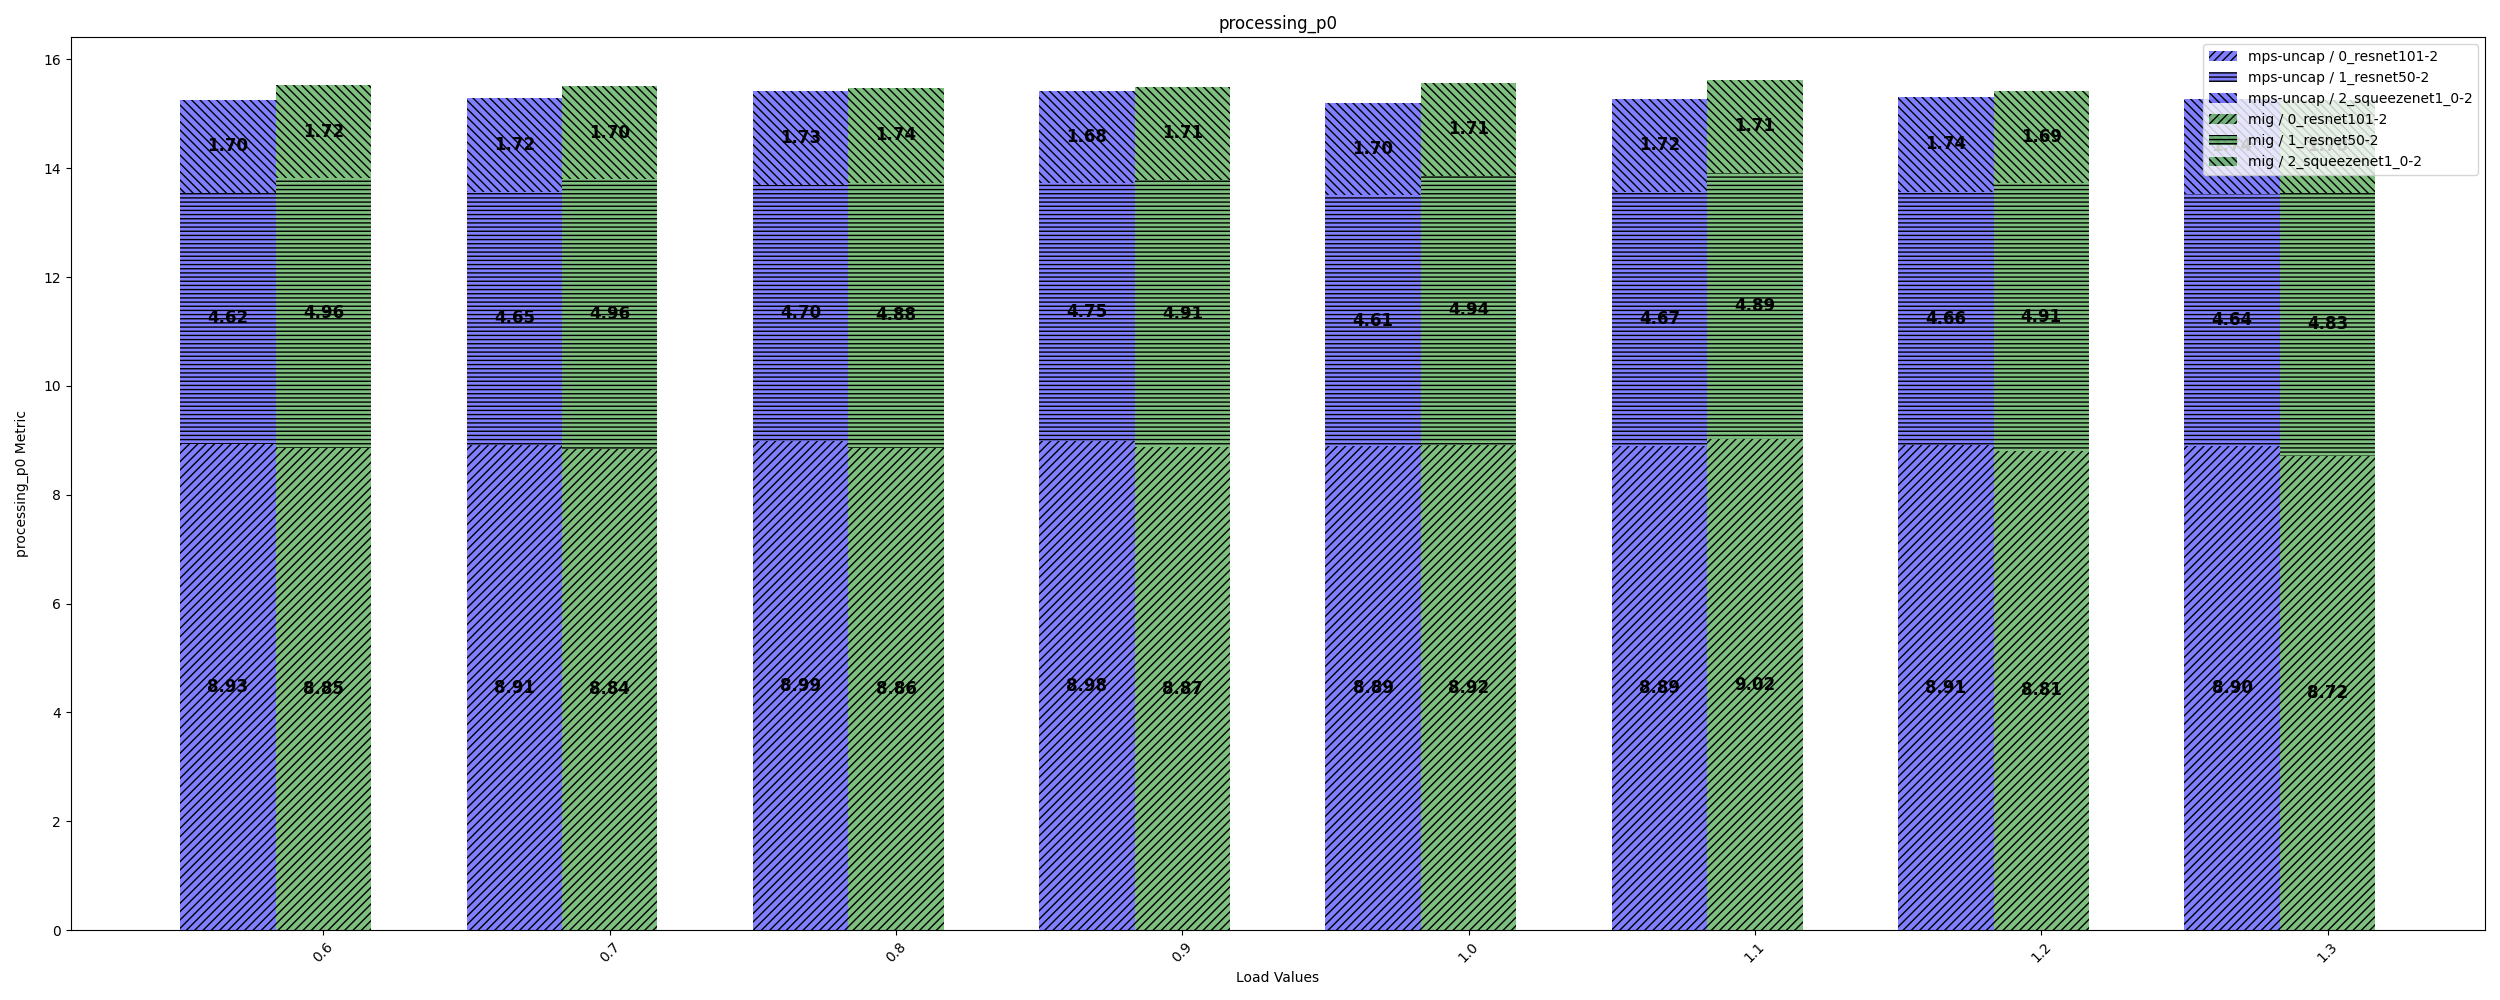 processing_p0
16
14
12
10
8
6
4
2
0
processing_p0 Metric
mps-uncap / 0_resnet101-2
mps-uncap / 1_resnet50-2
mps-uncap / 2_squeezenet1_0-2
mig / 0_resnet101-2
mig / 1_resnet50-2
mig / 2_squeezenet1_0-2
1.70 1.72 1.72 1.70 1.73 1.74 1.68 1.71 1.70 1.71 1.72 1.71 1.74 1.69
4.62 4.96 4.65 4.96 4.70 4.88 4.75 4.91 4.61 4.94 4.67 4.89 4.66 4.91 4.64 4.83
8.93 8.85 8.91 8.84 8.99 8.86 8.98 8.87 8.89 8.92 8.89 9.02 8.91 8.81 8.90 8.72
0.6 0.7 0.8 0.9 1.0 1.1 1.2 1.3
Load Values